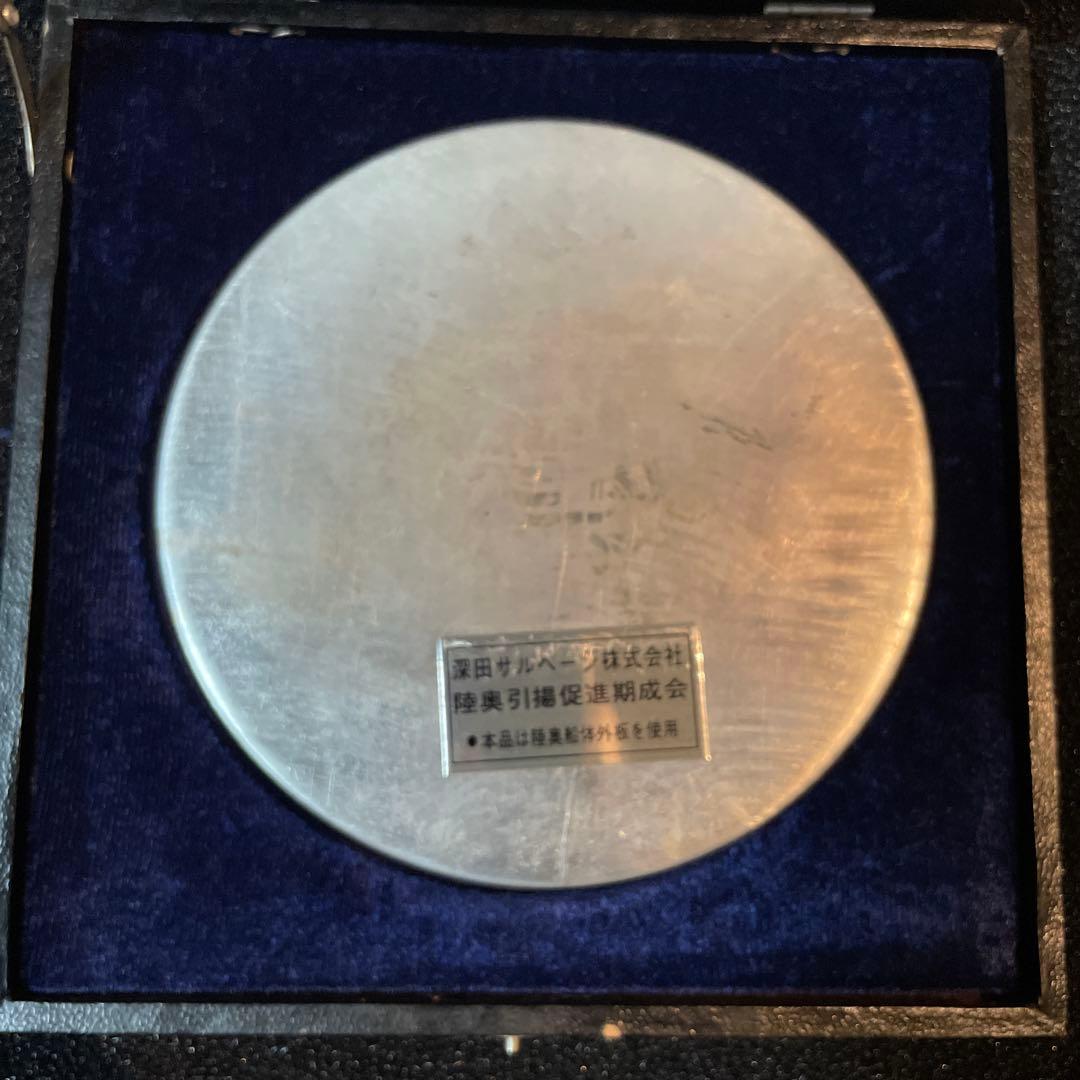 深田サルベージ株式会社
陸奥引揚促進期成会
●本品は陸奥船体外板を使用